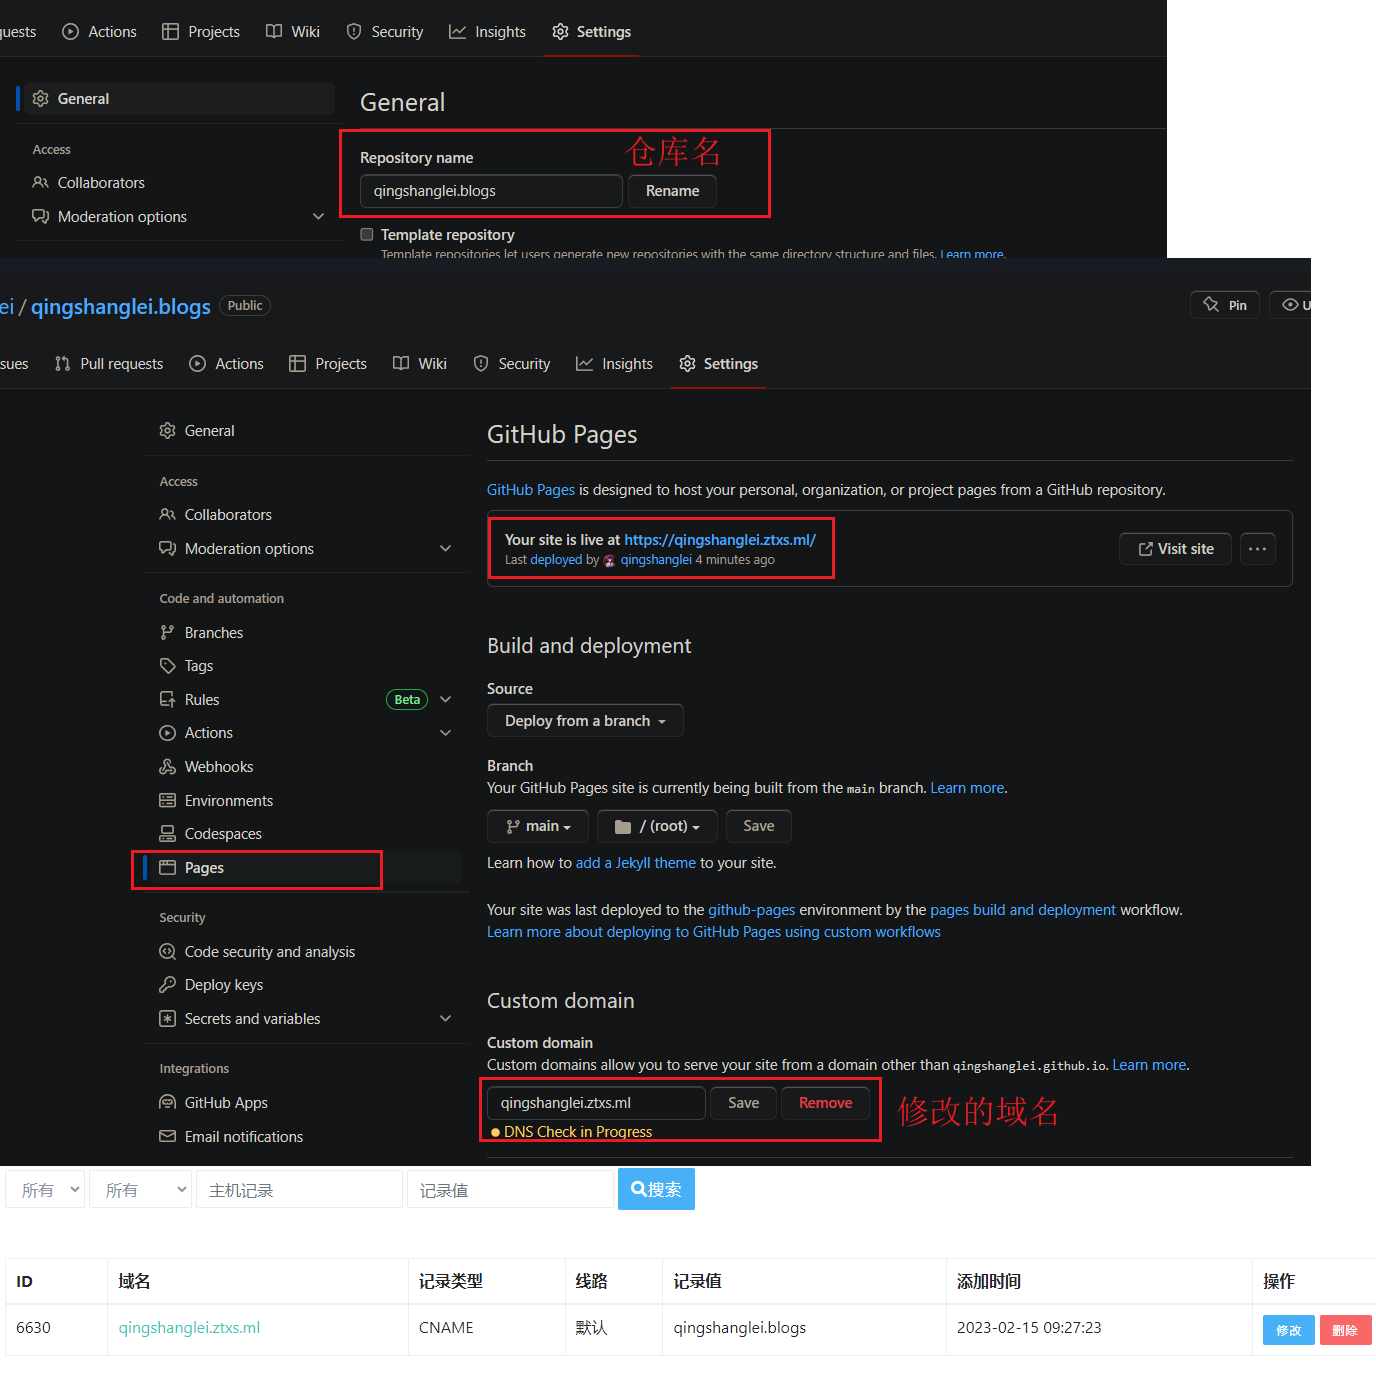 quests Actions Projects Wiki Security Insights Settings
General
General
Access
Collaborators
Moderation options
Repository name
仓库名
qingshanglei.blogs Rename
Template repository
Template repositories let users generate new repositories with the same directory structure and files. Learn more.
ei / qingshanglei.blogs Public
Pin U
sues Pull requests Actions Projects Wiki Security Insights Settings
General
Access
Collaborators
Moderation options
Code and automation
Branches
Tags
Rules Beta
Actions
Webhooks
Environments
Codespaces
Pages
Security
Code security and analysis
Deploy keys
Secrets and variables
Integrations
GitHub Apps
Email notifications
GitHub Pages
GitHub Pages is designed to host your personal, organization, or project pages from a GitHub repository.
Your site is live at https://qingshanglei.ztxs.ml/
Last deployed by qingshanglei 4 minutes ago
Visit site ...
Build and deployment
Source
Deploy from a branch
Branch
Your GitHub Pages site is currently being built from the main branch. Learn more.
main / (root) Save
Learn how to add a Jekyll theme to your site.
Your site was last deployed to the github-pages environment by the pages build and deployment workflow.
Learn more about deploying to GitHub Pages using custom workflows
Custom domain
Custom domain
Custom domains allow you to serve your site from a domain other than qingshanglei.github.io. Learn more.
qingshanglei.ztxs.ml Save Remove
修改的域名
DNS Check in Progress
所有 所有 主机记录 记录值 搜索
ID 域名 记录类型 线路 记录值 添加时间 操作
6630 qingshanglei.ztxs.ml CNAME 默认 qingshanglei.blogs 2023-02-15 09:27:23 修改 删除